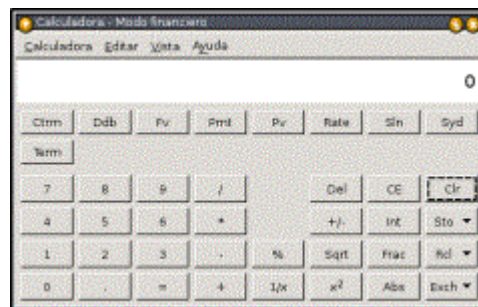 Calculadora - Modo financiero
Calculadora Editar Vista Ayuda
0
Ctrm Ddb Fv Pmt Pv Rate Sln Syd
Term
7 8 9 / Del CE Clr
4 5 6 * +/- Int Sto
1 2 3 - % Sqrt Frac Rcl
0 . = + 1/x x² Abs Exch